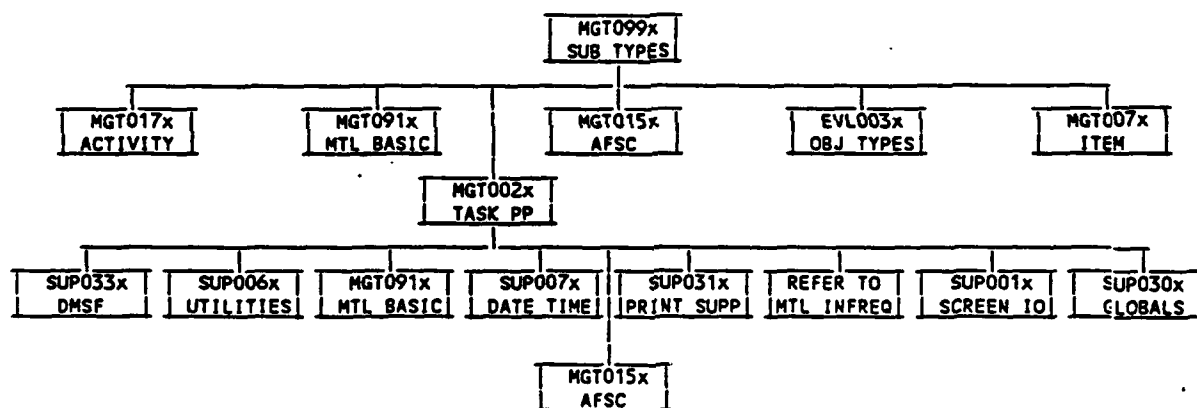 MGT099x
SUB TYPES
MGT017x
ACTIVITY
MGT091x
MTL BASIC
MGT015x
AFSC
EVL003x
OBJ TYPES
MGT007x
ITEM
MGT002x
TASK PP
SUP033x
DMSF
SUP006x
UTILITIES
MGT091x
MTL BASIC
SUP007x
DATE TIME
SUP031x
PRINT SUPP
REFER TO
MTL INFREQ
SUP001x
SCREEN IO
SUP030x
GLOBALS
MGT015x
AFSC